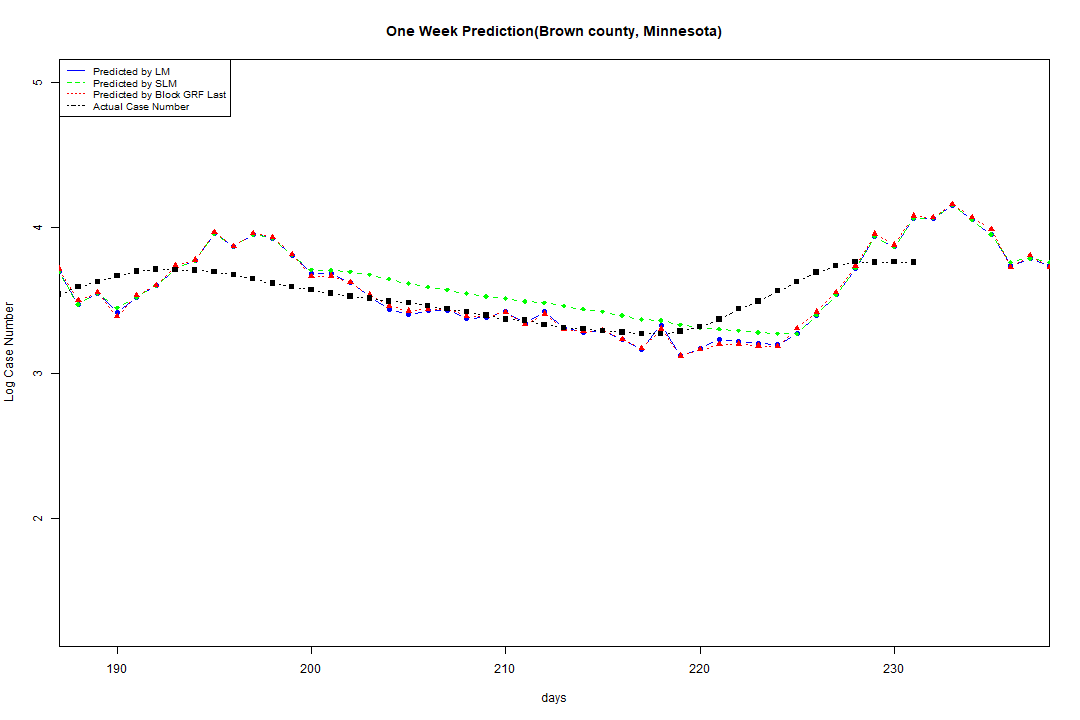 One Week Prediction(Brown county, Minnesota)
Predicted by LM
Predicted by SLM
Predicted by Block GRF Last
Actual Case Number
5
4
3
2
Log Case Number
190 200 210 220 230
days